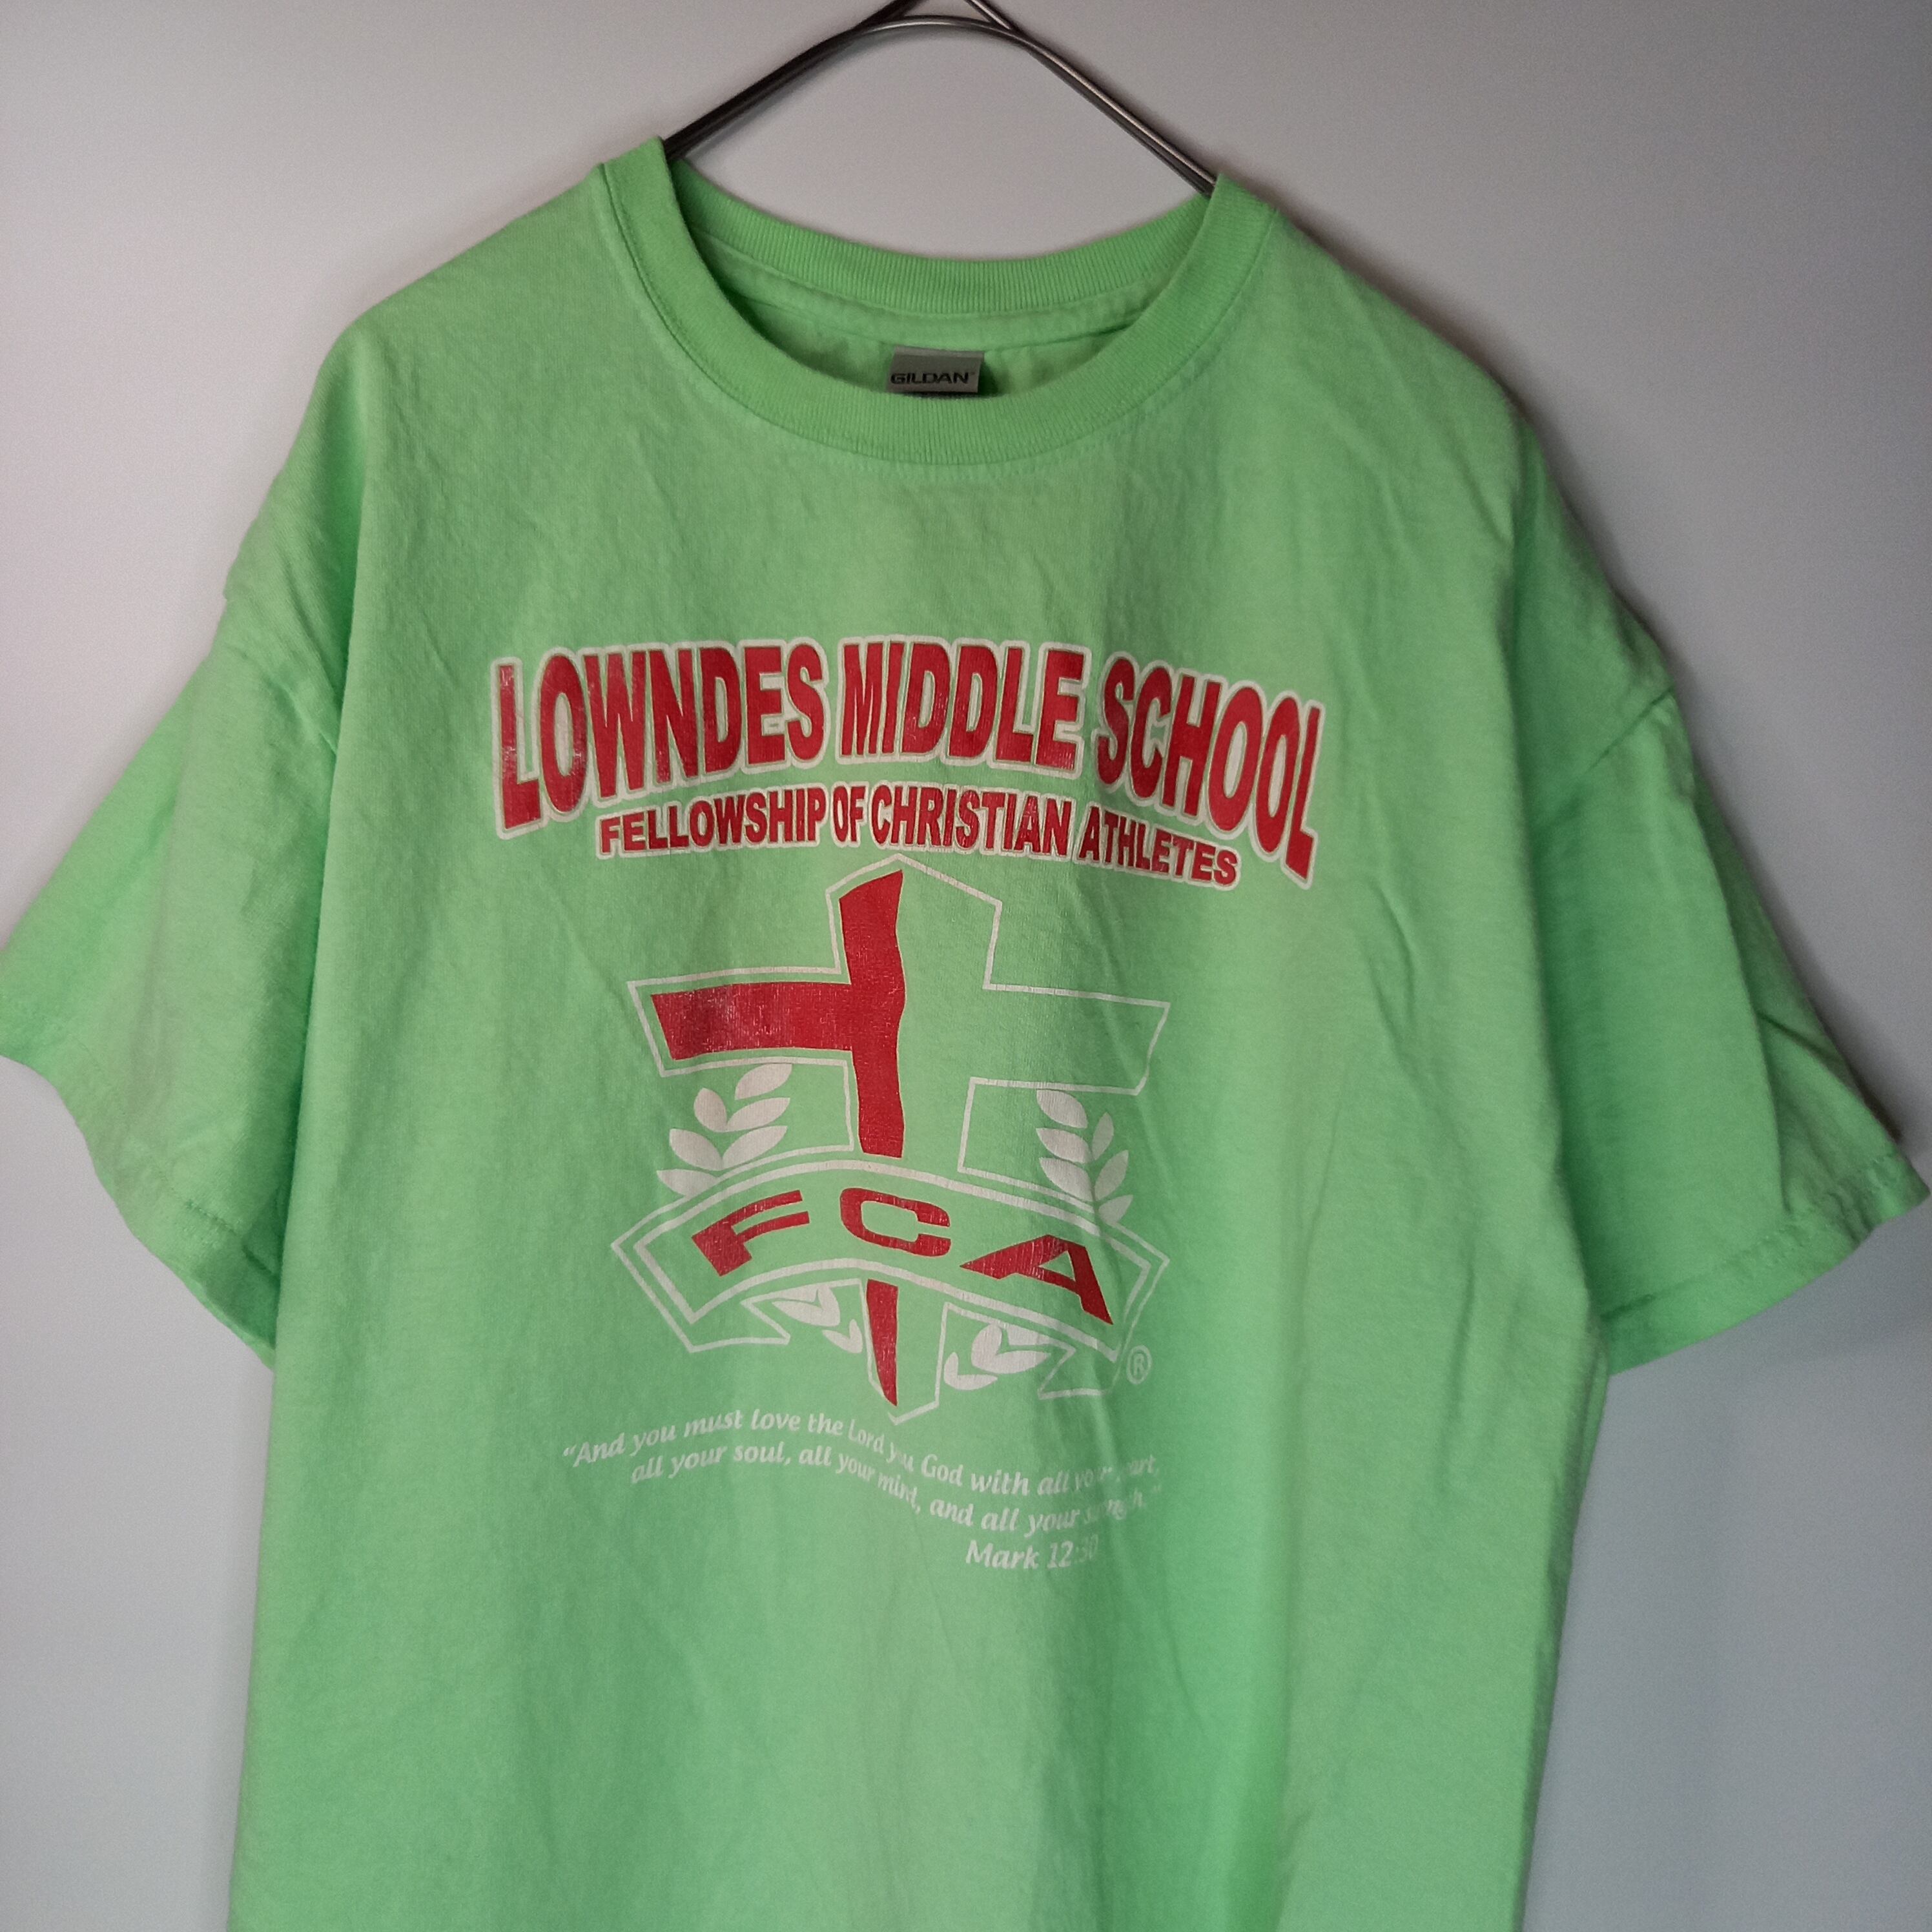 GILDAN
LOWNDES MIDDLE SCHOOL
FELLOWSHIP OF CHRISTIAN ATHLETES
FCA
®
"And you must love the Lord you God with all your
all your soul, all your mind, and all your
Mark 12:30